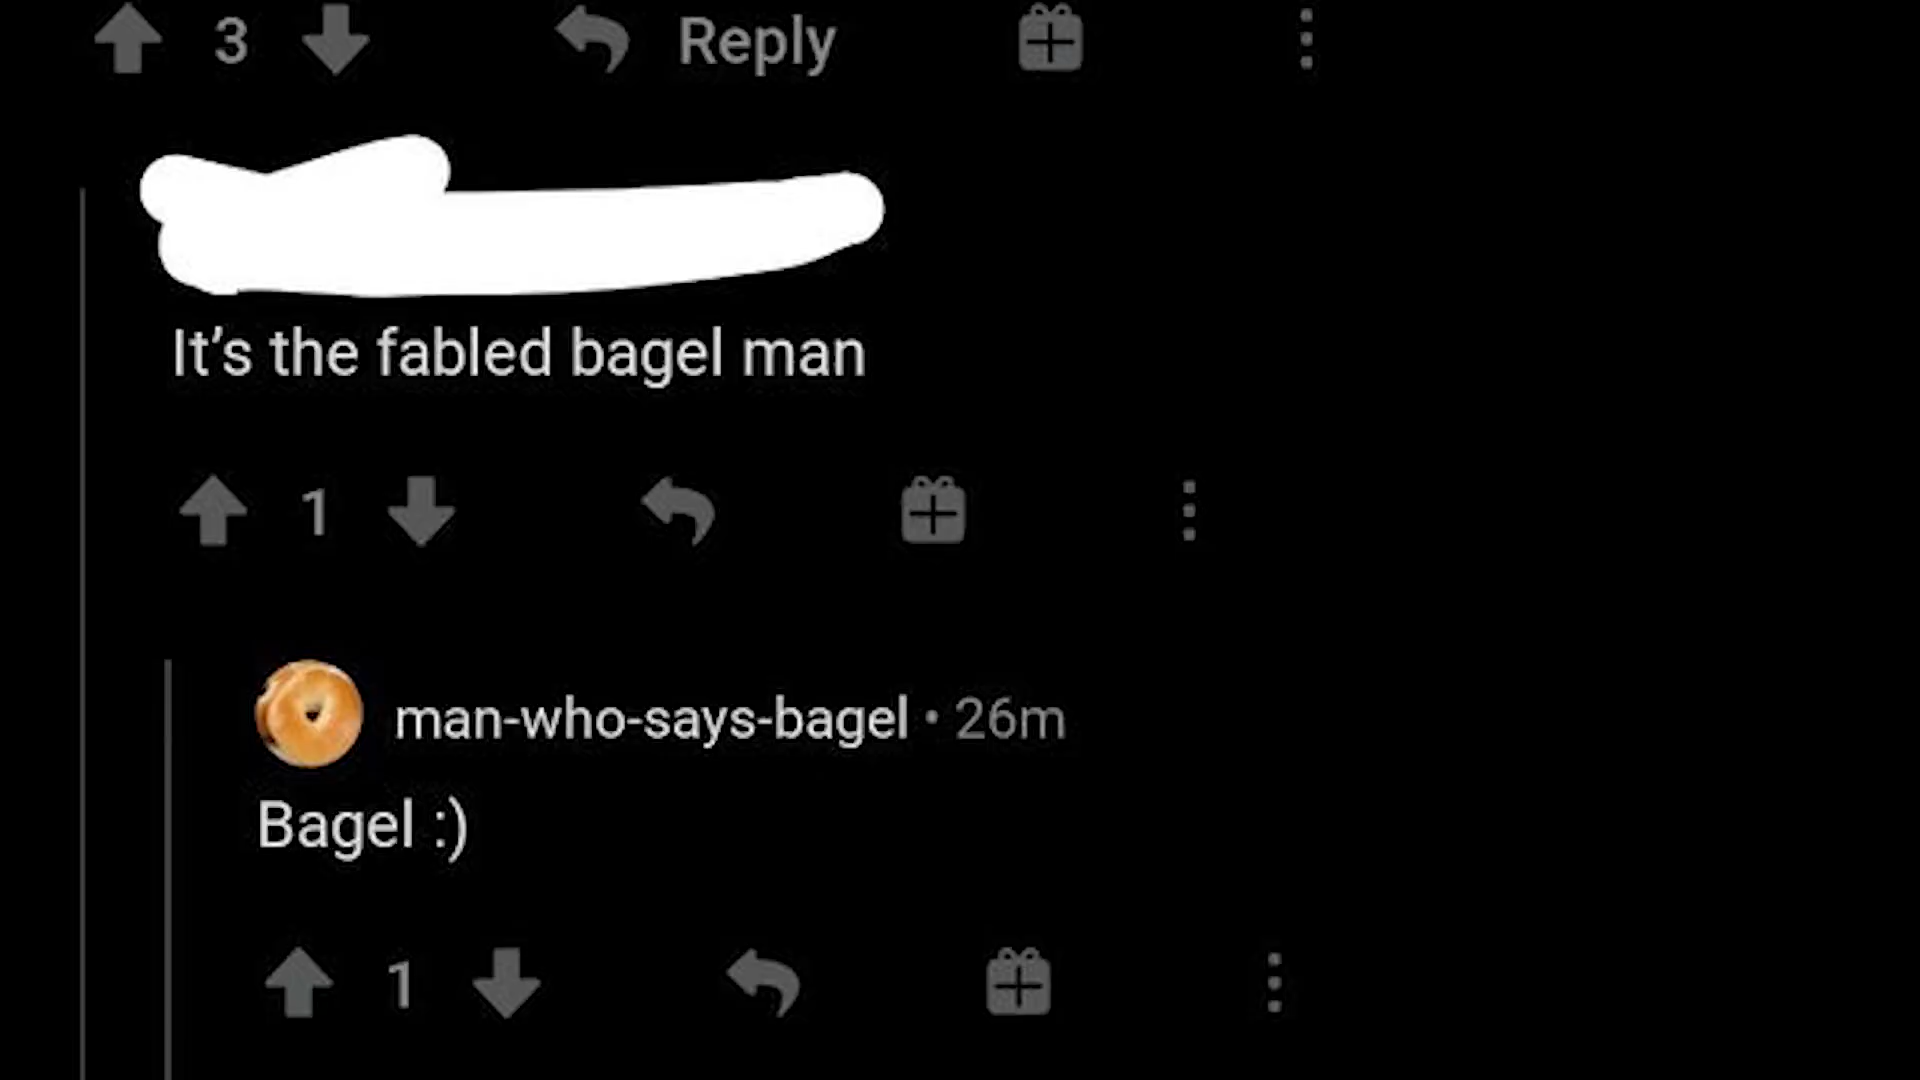 3 Reply
It’s the fabled bagel man
1
man-who-says-bagel • 26m
Bagel :)
1